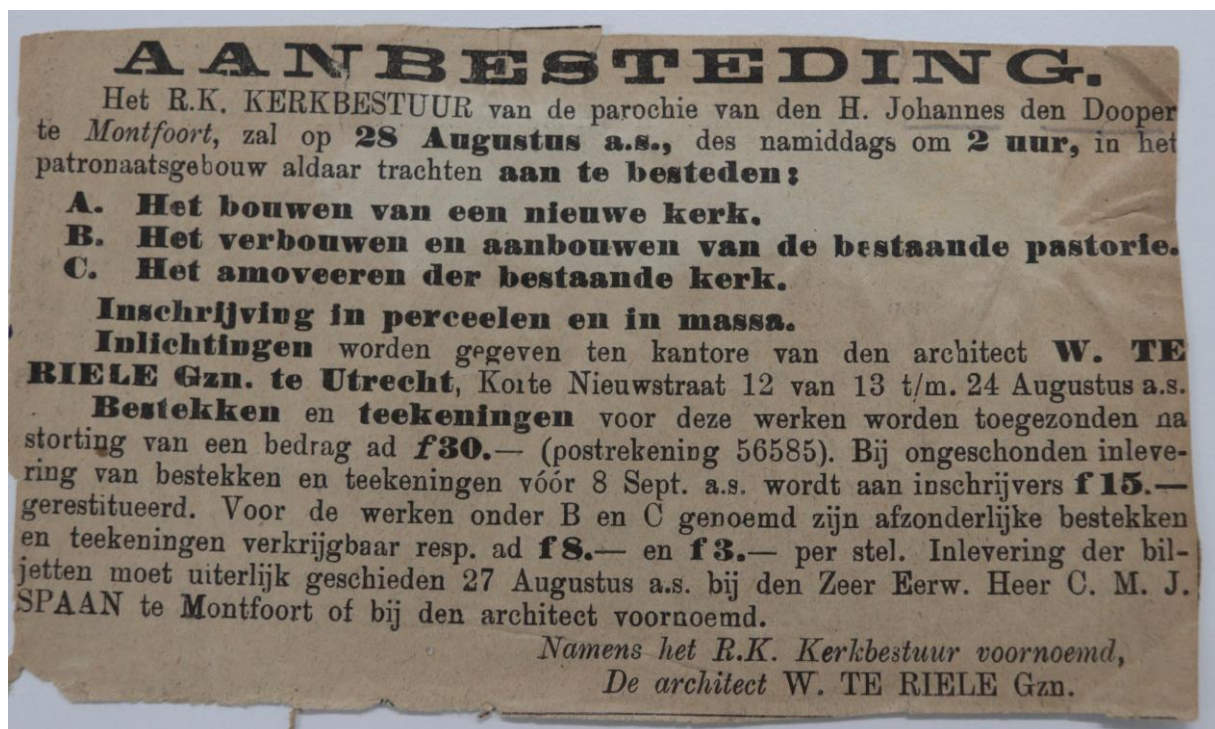 AANBESTEDING.
Het R.K. KERKBESTUUR van de parochie van den H. Johannes den Dooper
te Montfoort, zal op 28 Augustus a.s., des namiddags om 2 uur, in het
patronaatsgebouw aldaar trachten aan te besteden:
A. Het bouwen van een nieuwe kerk.
B. Het verbouwen en aanbouwen van de bestaande pastorie.
C. Het amoveeren der bestaande kerk.
Inschrijving in perceelen en in massa.
Inlichtingen worden gegeven ten kantore van den architect W. TE
RIELE Gzn. te Utrecht, Korte Nieuwstraat 12 van 13 t/m. 24 Augustus a.s.
Bestekken en teekeningen voor deze werken worden toegezonden na
storting van een bedrag ad f 30.— (postrekening 56585). Bij ongeschonden inleve-
ring van bestekken en teekeningen vóór 8 Sept. a.s. wordt aan inschrijvers f 15.—
gerestitueerd. Voor de werken onder B en C genoemd zijn afzonderlijke bestekken
en teekeningen verkrijgbaar resp. ad f 8.— en f 3.— per stel. Inlevering der bil-
jetten moet uiterlijk geschieden 27 Augustus a.s. bij den Zeer Eerw. Heer C. M. J.
SPAAN te Montfoort of bij den architect voornoemd.
Namens het R.K. Kerkbestuur voornoemd,
De architect W. TE RIELE Gzn.